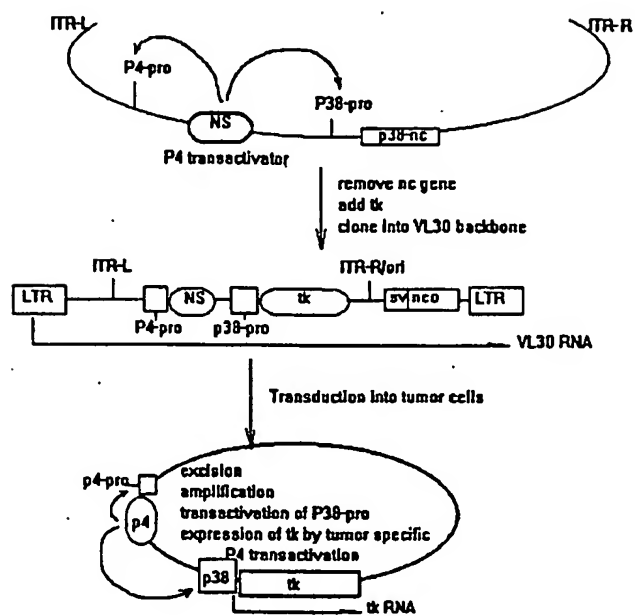 ITR-L
ITR-R
P4-pro
NS
P38-pro
p38-nc
P4 transactivator
remove nc gene
add tk
clone into VL30 backbone
ITR-L
ITR-R/ori
LTR
NS
tk
sv neo
LTR
P4-pro
p38-pro
VL30 RNA
Transduction into tumor cells
p4-pro
excision
amplification
p4
transactivation of P38-pro
expression of tk by tumor specific
P4 transactivation
p38
tk
tk RNA